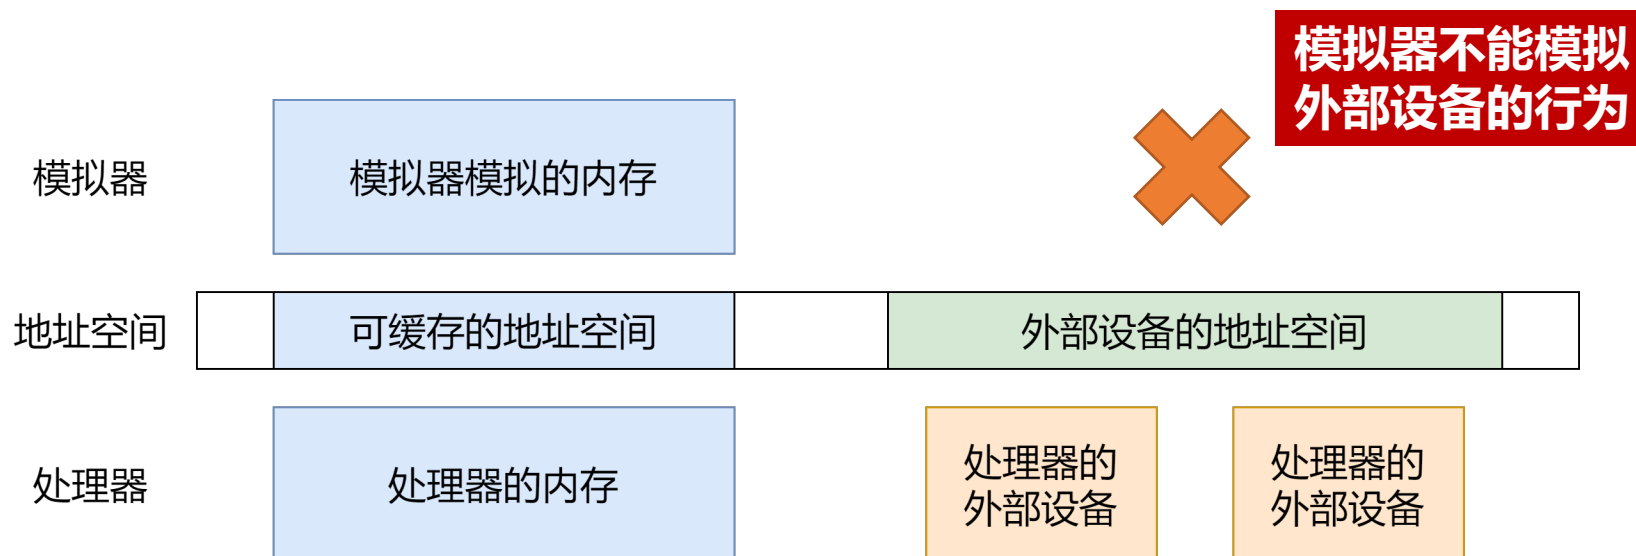 模拟器不能模拟
外部设备的行为
模拟器
模拟器模拟的内存
地址空间
可缓存的地址空间
外部设备的地址空间
处理器
处理器的内存
处理器的
外部设备
处理器的
外部设备